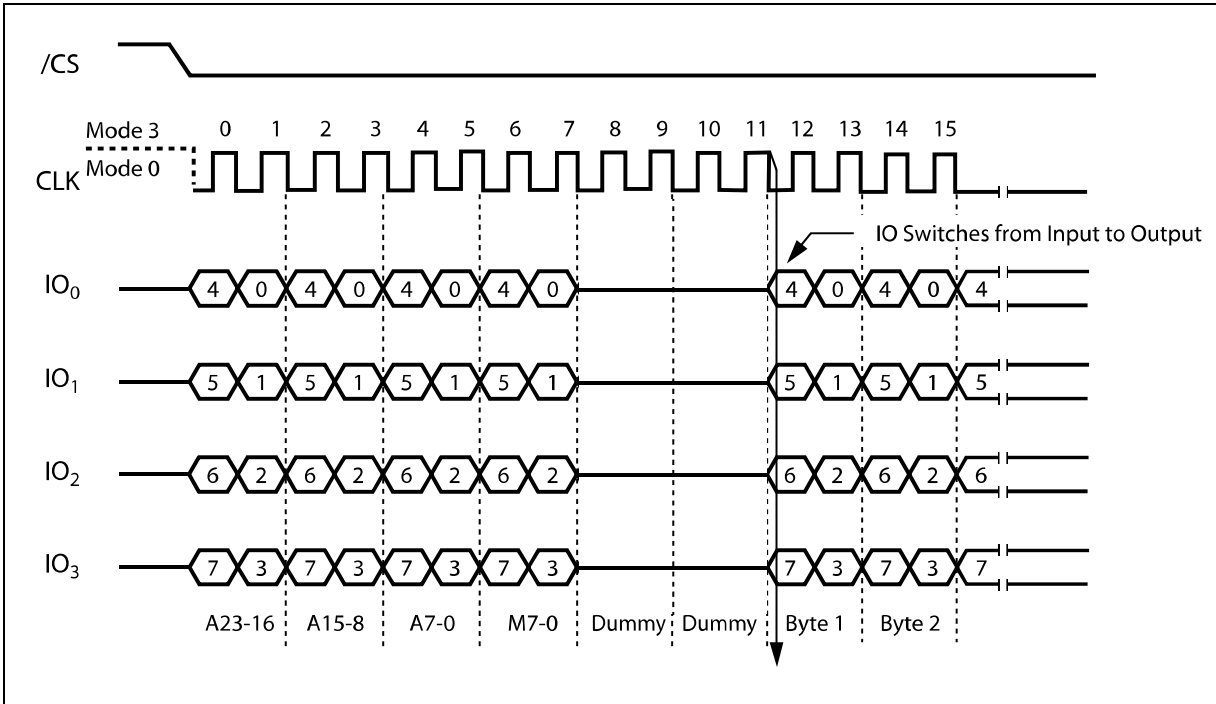 /CS
Mode 3
0 1 2 3 4 5 6 7 8 9 10 11 12 13 14 15
CLK
Mode 0
IO Switches from Input to Output
IO0 4 0 4 0 4 0 4 0 4 0 4 0 4
IO1 5 1 5 1 5 1 5 1 5 1 5 1 5
IO2 6 2 6 2 6 2 6 2 6 2 6 2 6
IO3 7 3 7 3 7 3 7 3 7 3 7 3 7
A23-16 A15-8 A7-0 M7-0 Dummy Dummy Byte 1 Byte 2